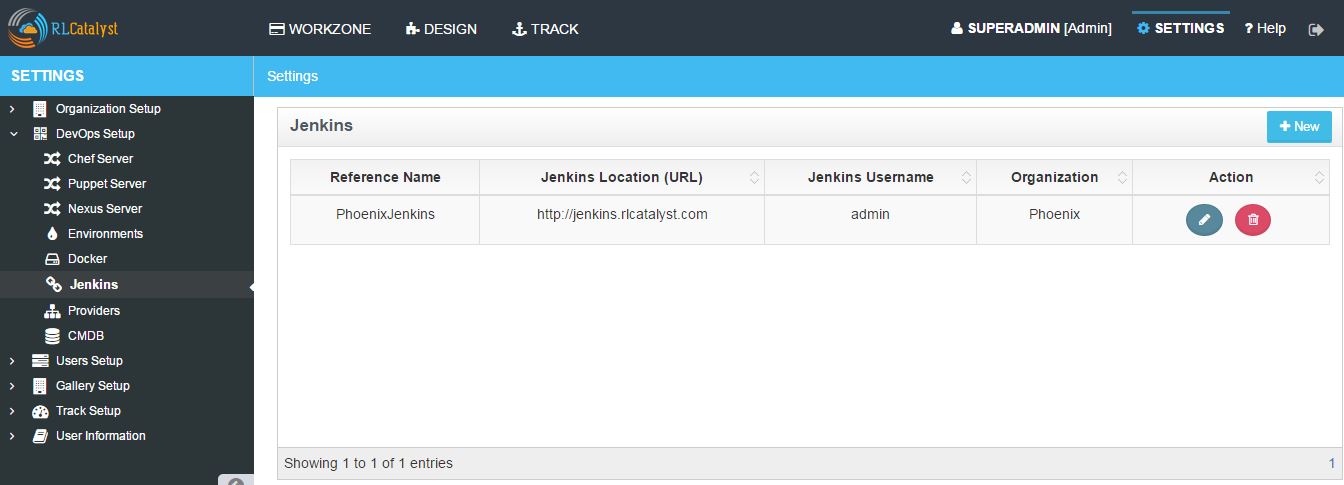 RLCatalyst
WORKZONE DESIGN TRACK SUPERADMIN [Admin] SETTINGS ? Help
SETTINGS
Settings
Organization Setup
DevOps Setup
Chef Server
Puppet Server
Nexus Server
Environments
Docker
Jenkins
Providers
CMDB
Users Setup
Gallery Setup
Track Setup
User Information
Jenkins
+ New
Reference Name Jenkins Location (URL) Jenkins Username Organization Action
PhoenixJenkins http://jenkins.rlcatalyst.com admin Phoenix
Showing 1 to 1 of 1 entries 1